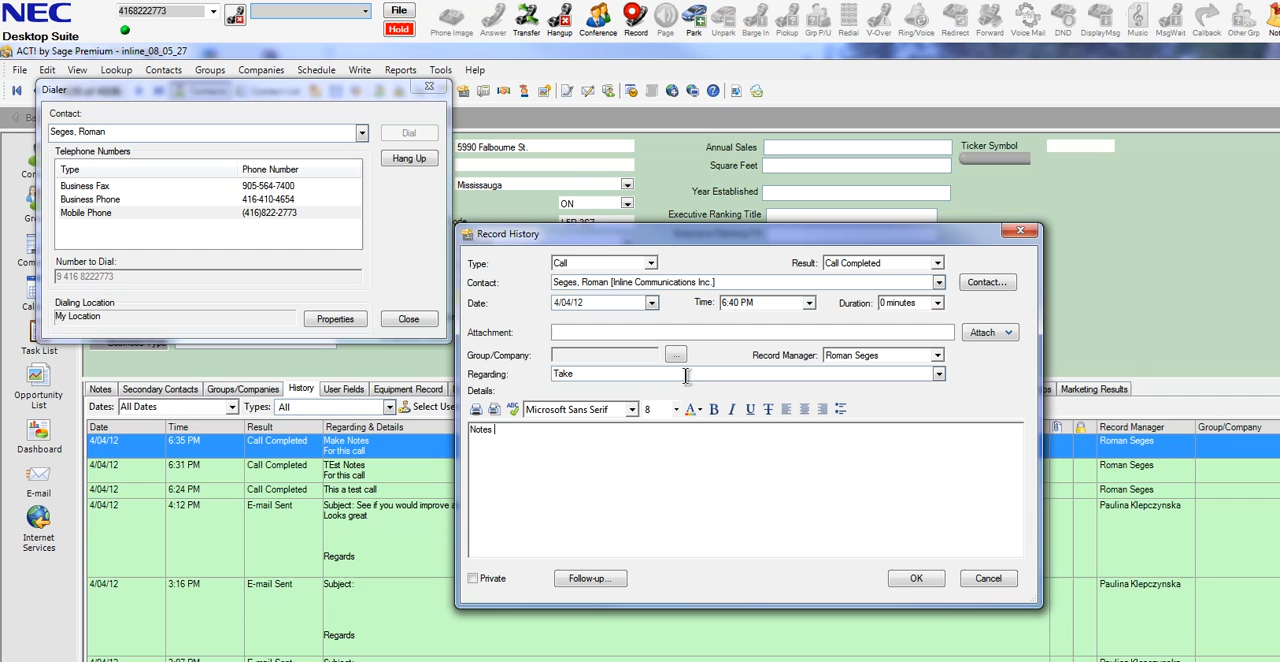 NEC
Desktop Suite
4168222773
File
Hold
Phone Image Answer Transfer Hangup Conference Record Page Park Unpark Barge In Pickup Grp P/U Redial V-Over Ring/Voice Redirect Forward Voice Mail DND DisplayMsg Music MsgWait Callback Other Grp
ACT! by Sage Premium - inline_08_05_27
File Edit View Lookup Contacts Groups Companies Schedule Write Reports Tools Help
Dialer
Contact:
Seges, Roman
Dial
Telephone Numbers
Hang Up
Type Phone Number
Business Fax 905-564-7400
Business Phone 416-410-4654
Mobile Phone (416)822-2773
Number to Dial:
9 416 8222773
Dialing Location
My Location
Properties
Close
5990 Falbourne St.
Mississauga
ON
Annual Sales
Square Feet
Year Established
Executive Ranking Title
Ticker Symbol
Record History
Type: Call Result: Call Completed
Contact: Seges, Roman [Inline Communications Inc.] Contact...
Date: 4/04/12 Time: 6:40 PM Duration: 0 minutes
Attachment: Attach
Group/Company: ... Record Manager: Roman Seges
Regarding: Take
Details:
Microsoft Sans Serif 8 A B I U T
Notes
Private Follow-up... OK Cancel
Task List
Opportunity
List
Dashboard
E-mail
Internet
Services
Notes Secondary Contacts Groups/Companies History User Fields Equipment Record Marketing Results
Dates: All Dates Types: All
Date Time Result Regarding & Details Record Manager Group/Company
4/04/12 6:35 PM Call Completed Make Notes Roman Seges
For this call
4/04/12 6:31 PM Call Completed TEst Notes Roman Seges
For this call
4/04/12 6:24 PM Call Completed This a test call Roman Seges
4/04/12 4:12 PM E-mail Sent Subject: See if you would improve Paulina Klepczynska
Looks great
Regards
4/04/12 3:16 PM E-mail Sent Subject: Paulina Klepczynska
Regards